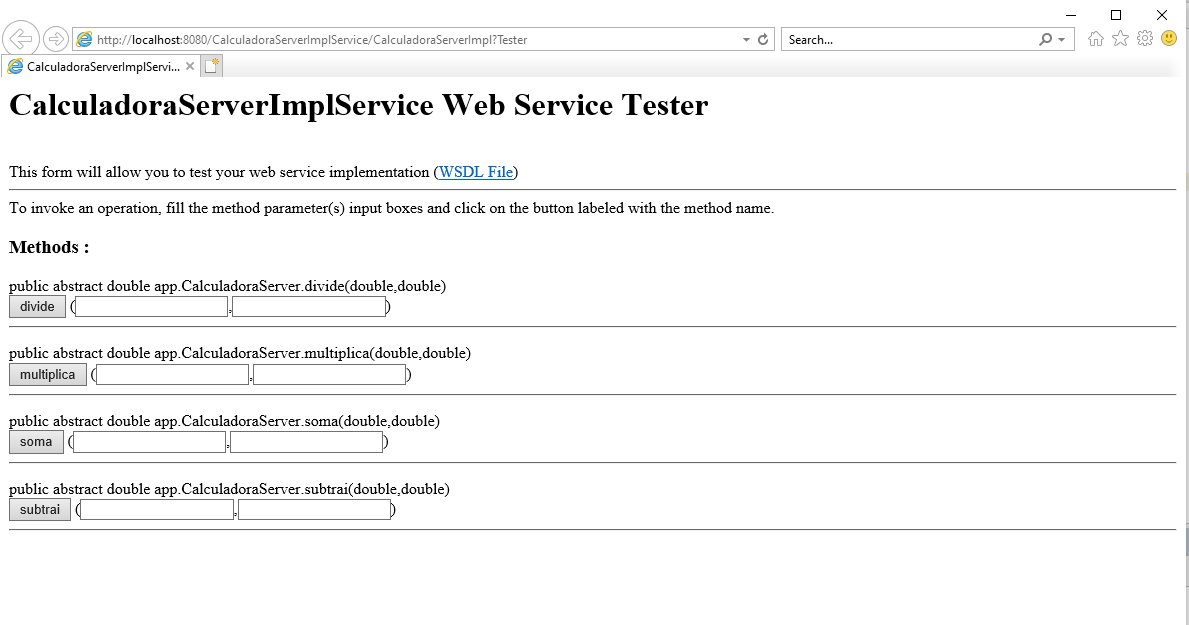 http://localhost:8080/CalculadoraServerImplService/CalculadoraServerImpl?Tester
Search...
CalculadoraServerImplServi...
CalculadoraServerImplService Web Service Tester
This form will allow you to test your web service implementation (WSDL File)
To invoke an operation, fill the method parameter(s) input boxes and click on the button labeled with the method name.
Methods :
public abstract double app.CalculadoraServer.divide(double,double)
divide ( , )
public abstract double app.CalculadoraServer.multiplica(double,double)
multiplica ( , )
public abstract double app.CalculadoraServer.soma(double,double)
soma ( , )
public abstract double app.CalculadoraServer.subtrai(double,double)
subtrai ( , )